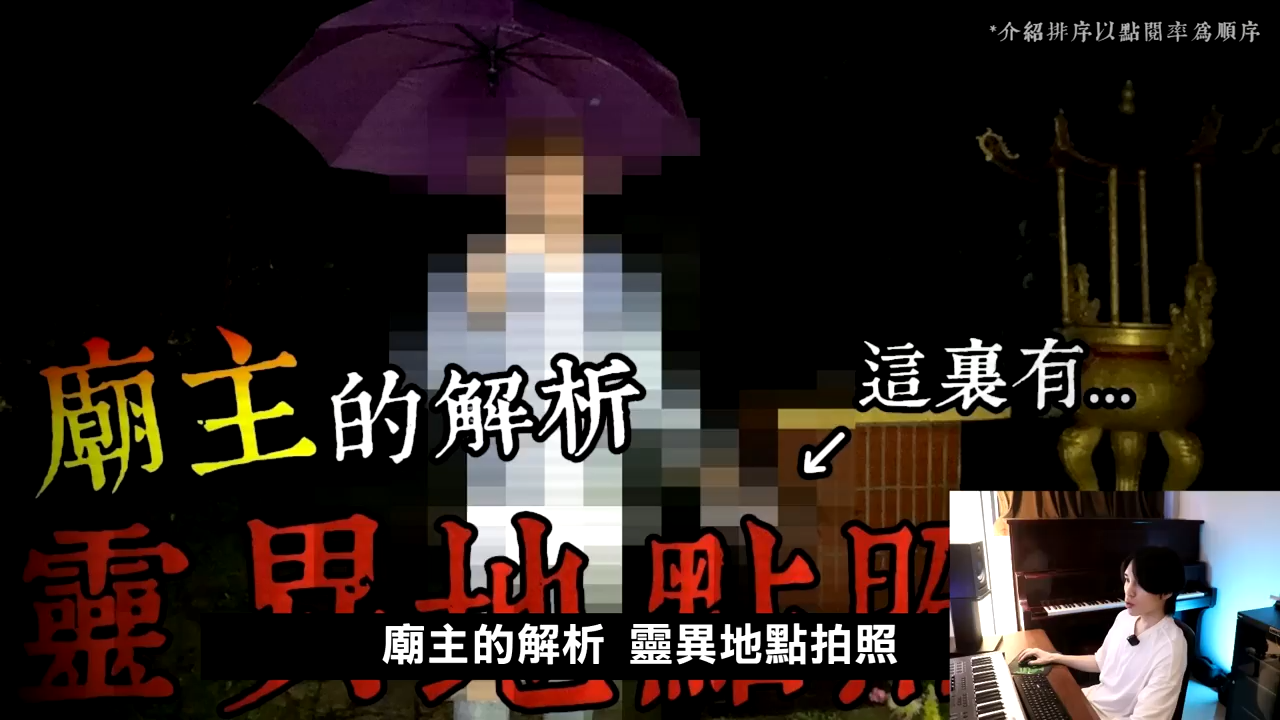 *介紹排序以點閱率為順序
廟主的解析
這裏有...
靈異地點照
廟主的解析 靈異地點拍照